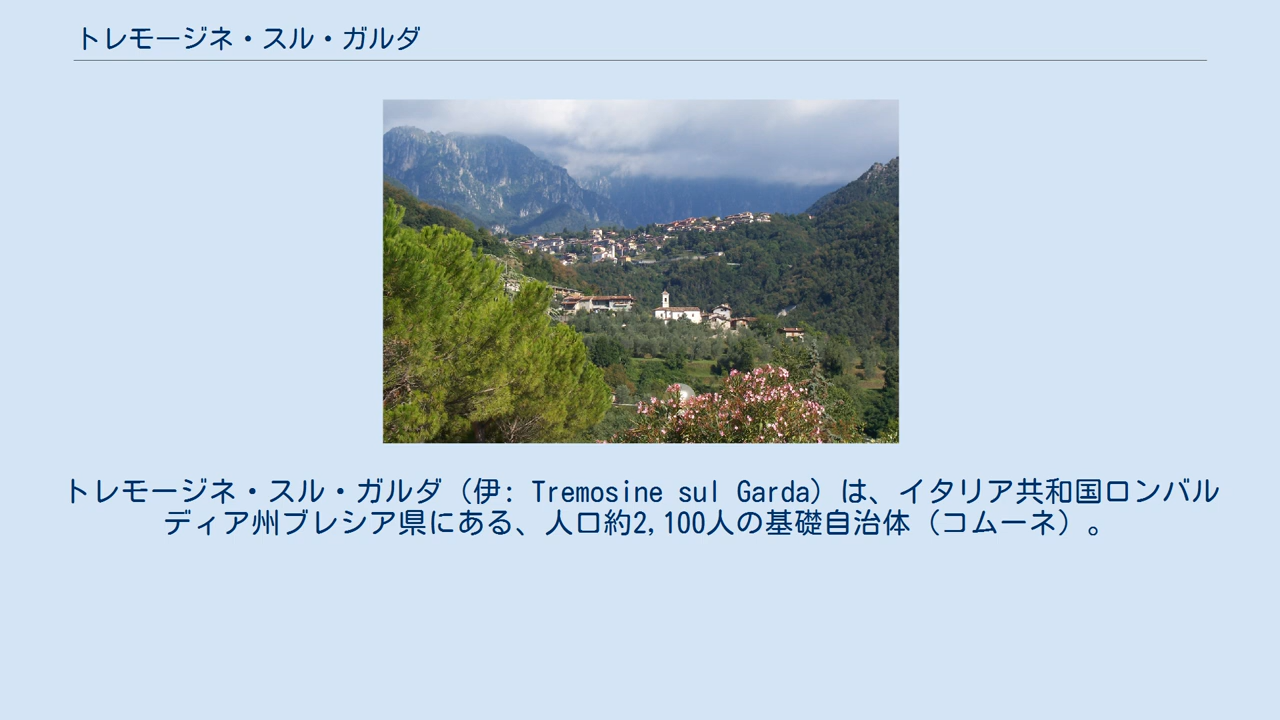 トレモージネ・スル・ガルダ
トレモージネ・スル・ガルダ（伊: Tremosine sul Garda）は、イタリア共和国ロンバル
ディア州ブレシア県にある、人口約2,100人の基礎自治体（コムーネ）。